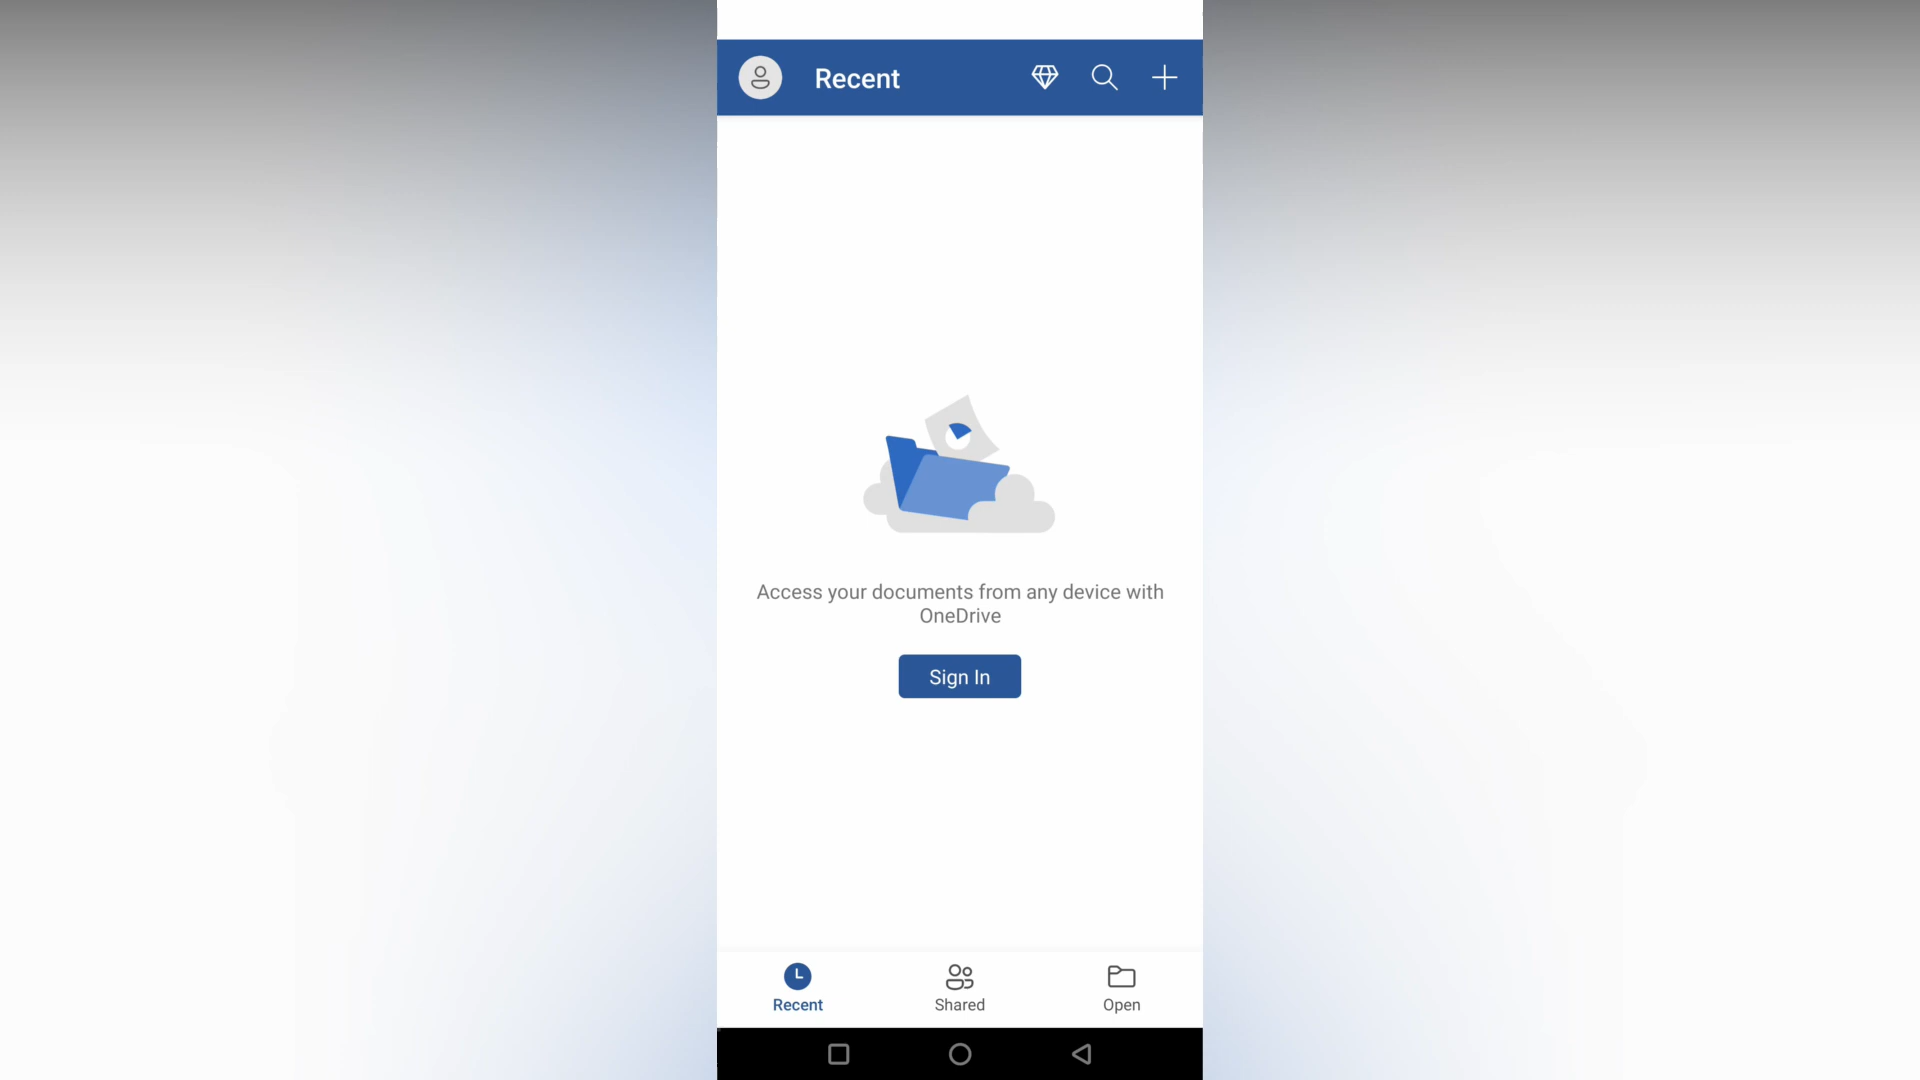 Recent
Access your documents from any device with
OneDrive
Sign In
Recent
Shared
Open